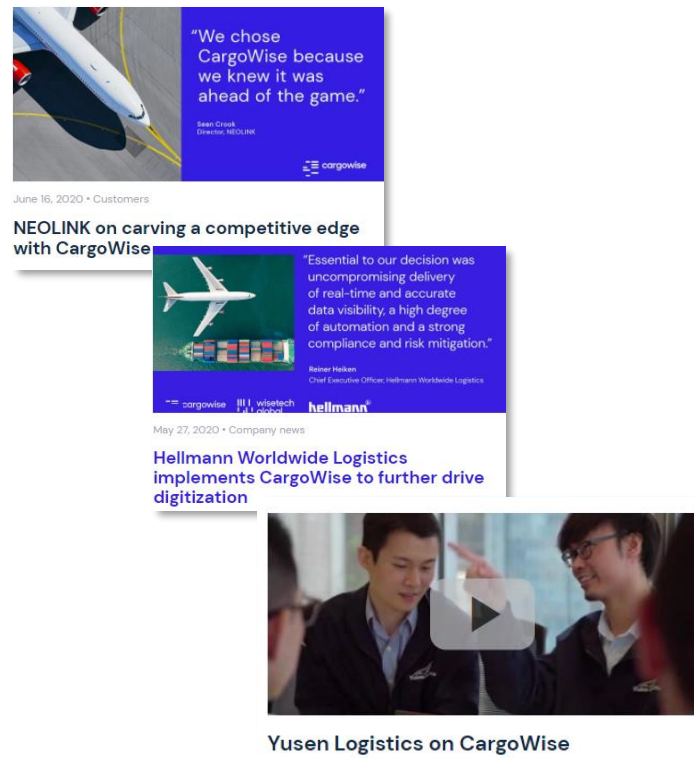 “We chose
CargoWise because
we knew it was
ahead of the game.”
Sean Crook
Director, NEOLINK
cargowise
June 16, 2020 • Customers
NEOLINK on carving a competitive edge
with CargoWise
“Essential to our decision was
uncompromising delivery
of real-time and accurate
data visibility, a high degree
of automation and a strong
compliance and risk mitigation.”
Reiner Heiken
Chief Executive Officer, Hellmann Worldwide Logistics
cargowise wisetech global hellmann
May 27, 2020 • Company news
Hellmann Worldwide Logistics
implements CargoWise to further drive
digitization
Yusen Logistics on CargoWise